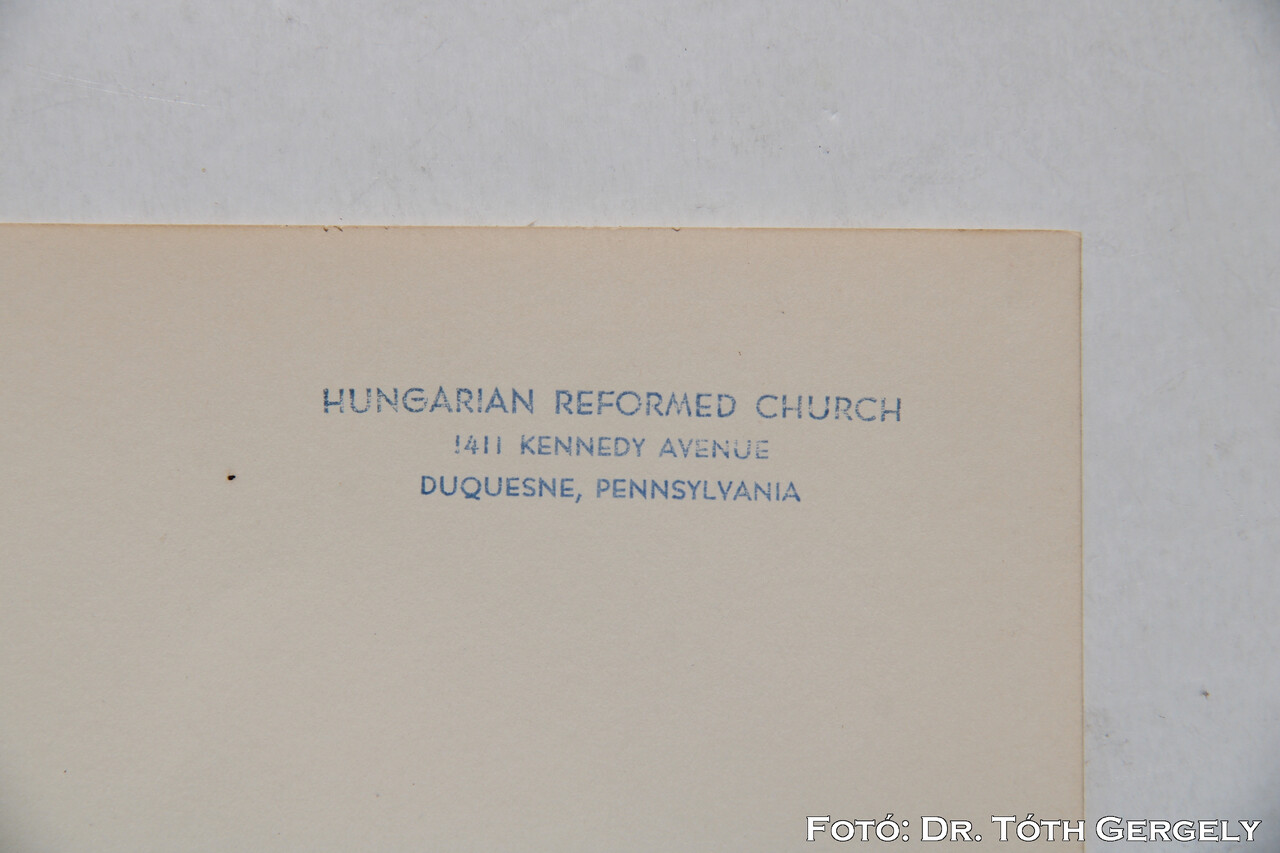 HUNGARIAN REFORMED CHURCH
1411 KENNEDY AVENUE
DUQUESNE, PENNSYLVANIA
FOTÓ: DR. TÓTH GERGELY